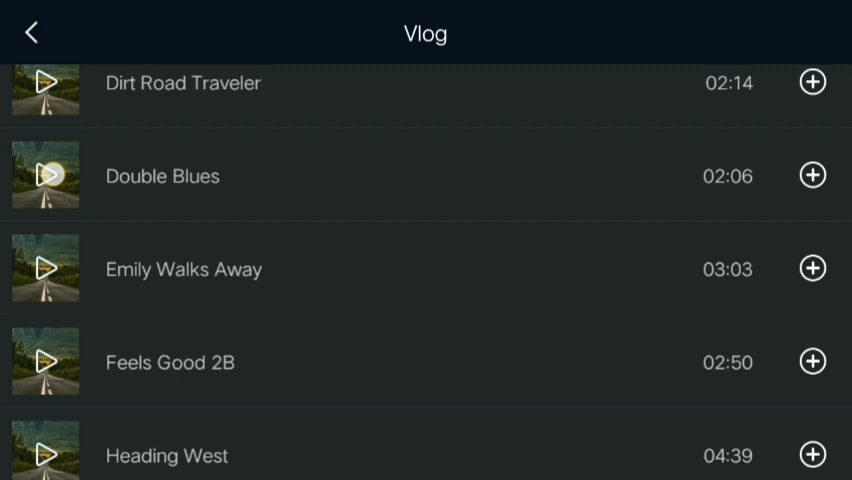 Vlog
Dirt Road Traveler 02:14
Double Blues 02:06
Emily Walks Away 03:03
Feels Good 2B 02:50
Heading West 04:39